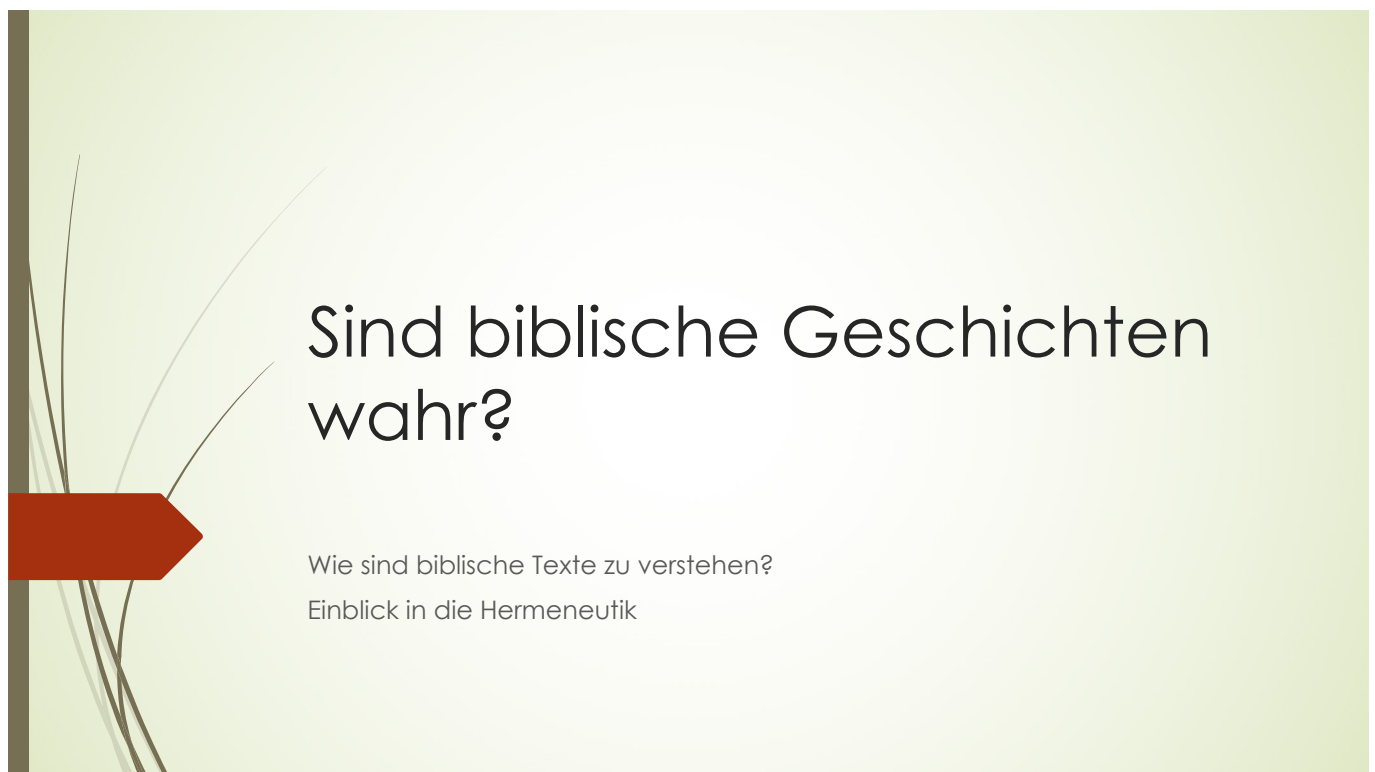 Sind biblische Geschichten
wahr?
Wie sind biblische Texte zu verstehen?
Einblick in die Hermeneutik